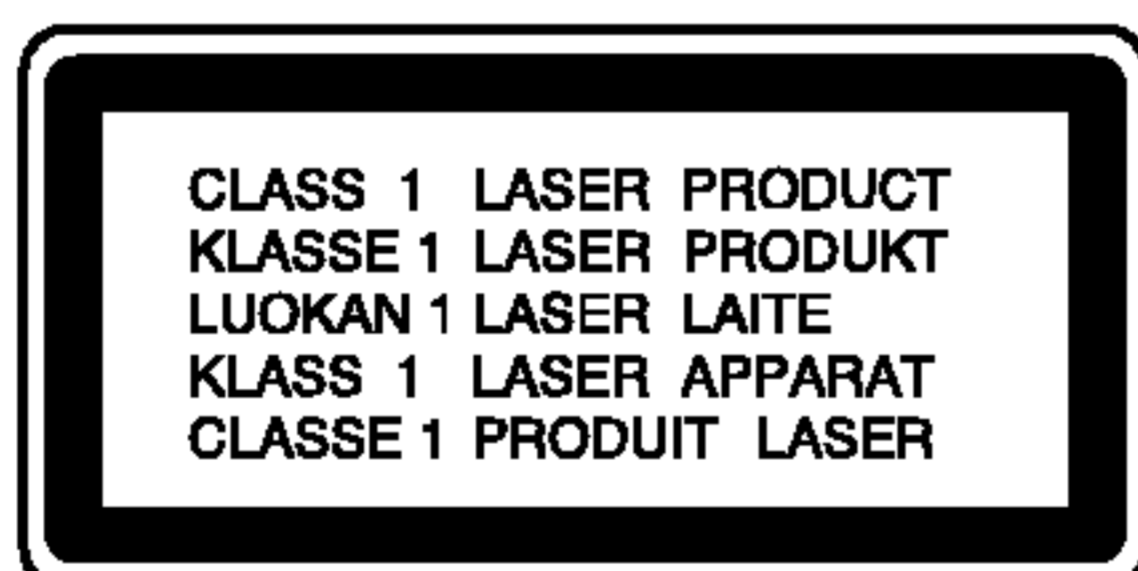 CLASS 1 LASER PRODUCT
KLASSE 1 LASER PRODUKT
LUOKAN 1 LASER LAITE
KLASS 1 LASER APPARAT
CLASSE 1 PRODUIT LASER